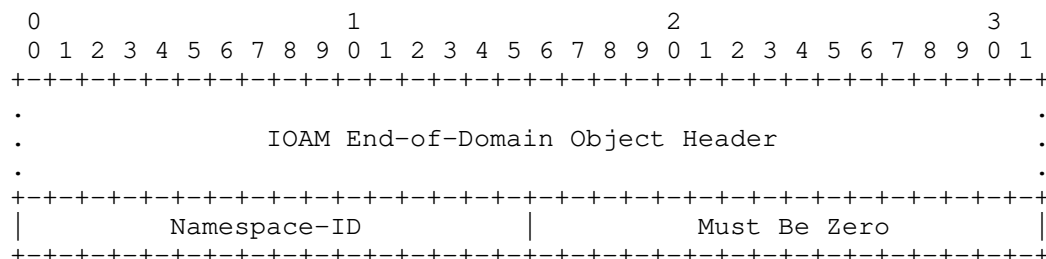 0                   1                   2                   3
 0 1 2 3 4 5 6 7 8 9 0 1 2 3 4 5 6 7 8 9 0 1 2 3 4 5 6 7 8 9 0 1
+-+-+-+-+-+-+-+-+-+-+-+-+-+-+-+-+-+-+-+-+-+-+-+-+-+-+-+-+-+-+-+-+
.                                                               .
.               IOAM End-of-Domain Object Header                .
.                                                               .
+-+-+-+-+-+-+-+-+-+-+-+-+-+-+-+-+-+-+-+-+-+-+-+-+-+-+-+-+-+-+-+-+
|         Namespace-ID          |          Must Be Zero         |
+-+-+-+-+-+-+-+-+-+-+-+-+-+-+-+-+-+-+-+-+-+-+-+-+-+-+-+-+-+-+-+-+